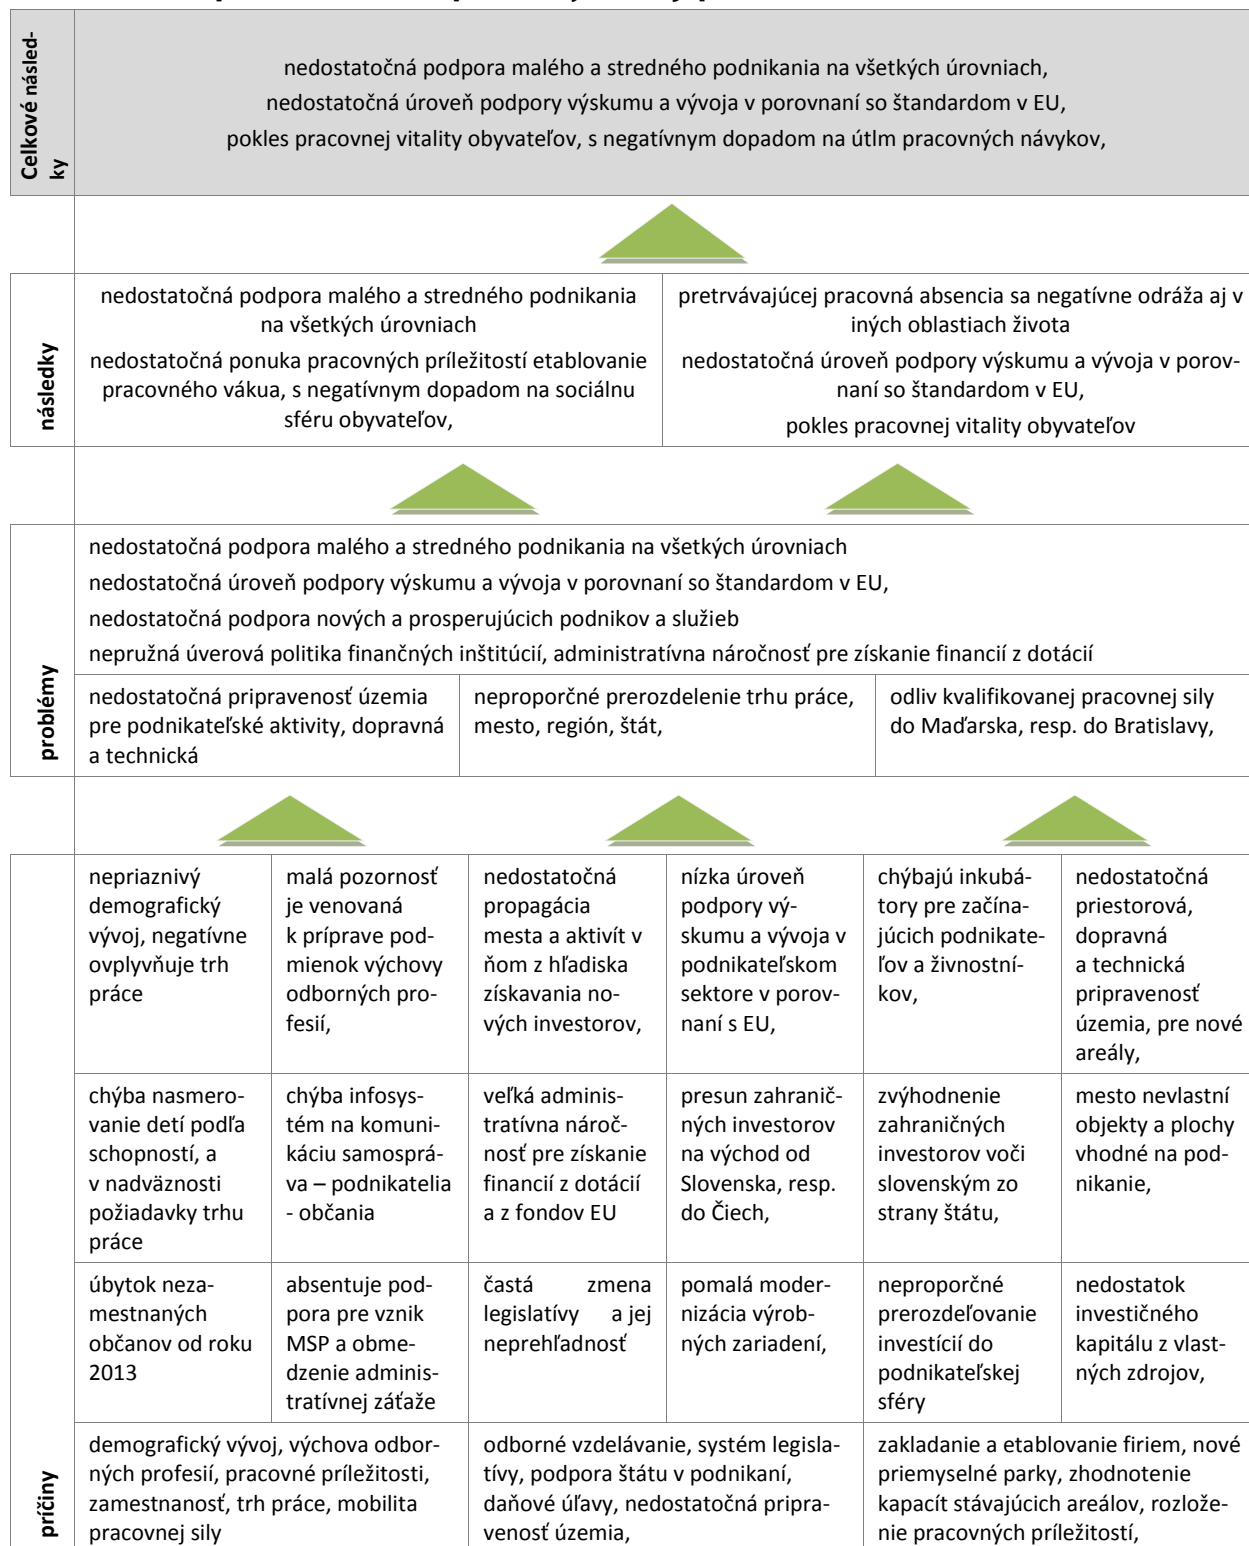 Celkové násled-
ky
nedostatočná podpora malého a stredného podnikania na všetkých úrovniach,
nedostatočná úroveň podpory výskumu a vývoja v porovnaní so štandardom v EU,
pokles pracovnej vitality obyvateľov, s negatívnym dopadom na útlm pracovných návykov,
následky
nedostatočná podpora malého a stredného podnikania
na všetkých úrovniach
nedostatočná ponuka pracovných príležitostí etablovanie
pracovného vákua, s negatívnym dopadom na sociálnu
sféru obyvateľov,
pretrvávajúcej pracovná absencia sa negatívne odráža aj v
iných oblastiach života
nedostatočná úroveň podpory výskumu a vývoja v porov-
naní so štandardom v EU,
pokles pracovnej vitality obyvateľov
problémy
nedostatočná podpora malého a stredného podnikania na všetkých úrovniach
nedostatočná úroveň podpory výskumu a vývoja v porovnaní so štandardom v EU,
nedostatočná podpora nových a prosperujúcich podnikov a služieb
nepružná úverová politika finančných inštitúcií, administratívna náročnosť pre získanie financií z dotácií
nedostatočná pripravenosť územia
pre podnikateľské aktivity, dopravná
a technická
neproporčné prerozdelenie trhu práce,
mesto, región, štát,
odliv kvalifikovanej pracovnej sily
do Maďarska, resp. do Bratislavy,
príčiny
nepriaznivý
demografický
vývoj, negatívne
ovplyvňuje trh
práce
malá pozornosť
je venovaná
k príprave pod-
mienok výchovy
odborných pro-
fesií,
nedostatočná
propagácia
mesta a aktivít v
ňom z hľadiska
získavania no-
vých investorov,
nízka úroveň
podpory vý-
skumu a vývoja v
podnikateľskom
sektore v porov-
naní s EU,
chýbajú inkubá-
tory pre začína-
júcich podnikate-
ľov a živnostní-
kov,
nedostatočná
priestorová,
dopravná
a technická
pripravenosť
územia, pre nové
areály,
chýba nasmero-
vanie detí podľa
schopností, a
v nadväznosti
požiadavky trhu
práce
chýba infosys-
tém na komuni-
káciu samosprá-
va – podnikatelia
- občania
veľká adminis-
tratívna nároč-
nosť pre získanie
financií z dotácií
a z fondov EU
presun zahranič-
ných investorov
na východ od
Slovenska, resp.
do Čiech,
zvýhodnenie
zahraničných
investorov voči
slovenským zo
strany štátu,
mesto nevlastní
objekty a plochy
vhodné na pod-
nikanie,
úbytok neza-
mestnaných
občanov od roku
2013
absentuje pod-
pora pre vznik
MSP a obme-
dzenie adminis-
tratívnej záťaže
častá zmena
legislatívy a jej
neprehľadnosť
pomalá moder-
nizácia výrob-
ných zariadení,
neproporčné
prerozdeľovanie
investícií do
podnikateľskej
sféry
nedostatok
investičného
kapitálu z vlast-
ných zdrojov,
demografický vývoj, výchova odbor-
ných profesií, pracovné príležitosti,
zamestnanosť, trh práce, mobilita
pracovnej sily
odborné vzdelávanie, systém legisla-
tívy, podpora štátu v podnikaní,
daňové úľavy, nedostatočná pripra-
venosť územia,
zakladanie a etablovanie firiem, nové
priemyselné parky, zhodnotenie
kapacít stávajúcich areálov, rozlože-
nie pracovných príležitostí,